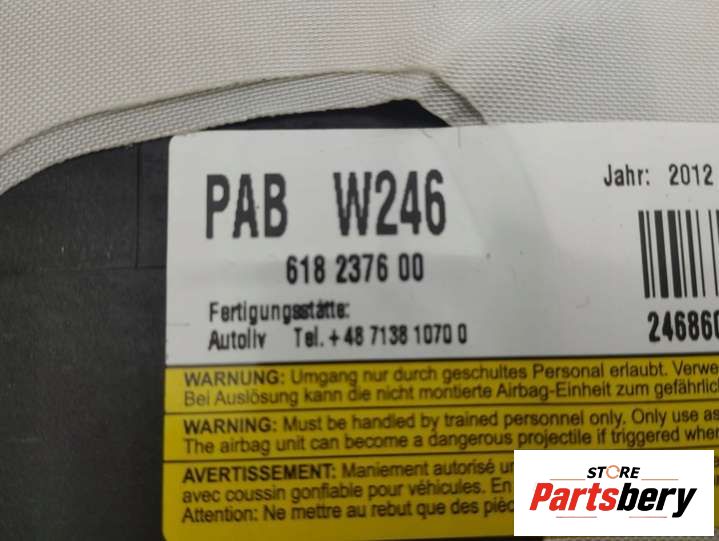 PAB W246
Jahr: 2012
618 2376 00
Fertigungsstätte:
Autoliv Tel. +48 7138 1070 0
246860
WARNUNG: Umgang nur durch geschultes Personal erlaubt.
Bei Auslösung kann die nicht montierte Airbag-Einheit zum
WARNING: Must be handled by trained personnel only. Only use as
The airbag unit can become a dangerous projectile if triggered
AVERTISSEMENT: Maniement autorisé
avec coussin gonflable pour véhicules. En
Attention: Ne mettre au rebut que des
STORE
Partsbery